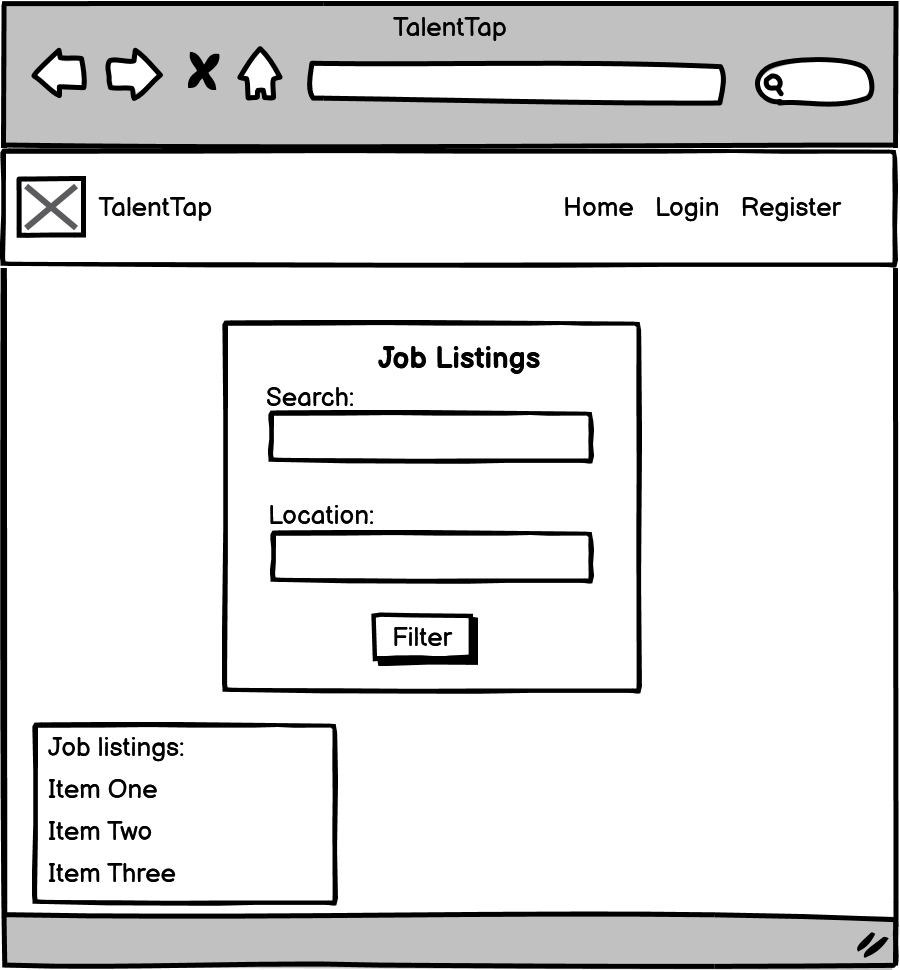 TalentTap
TalentTap Home Login Register
Job Listings
Search:
Location:
Filter
Job listings:
Item One
Item Two
Item Three